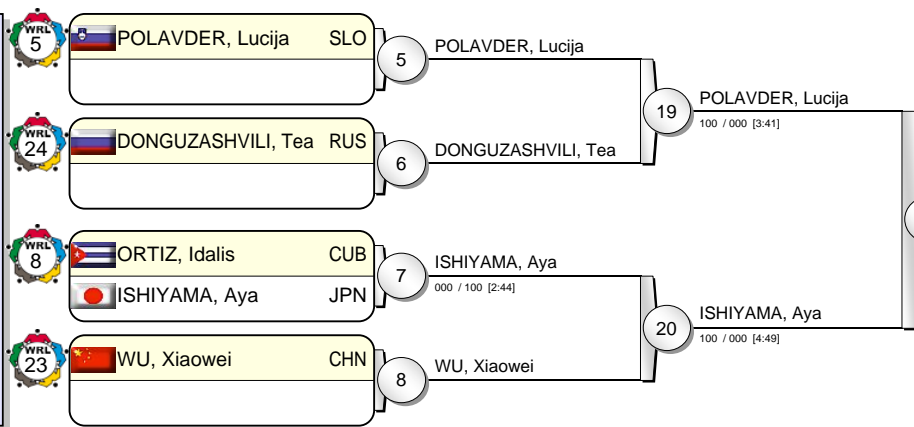 WRL
5
POLAVDER, Lucija SLO
5
POLAVDER, Lucija
WRL
24
DONGUZASHVILI, Tea RUS
6
DONGUZASHVILI, Tea
19
POLAVDER, Lucija
100 / 000 [3:41]
WRL
8
ORTIZ, Idalis CUB
ISHIYAMA, Aya JPN
7
ISHIYAMA, Aya
000 / 100 [2:44]
WRL
23
WU, Xiaowei CHN
8
WU, Xiaowei
20
ISHIYAMA, Aya
100 / 000 [4:49]